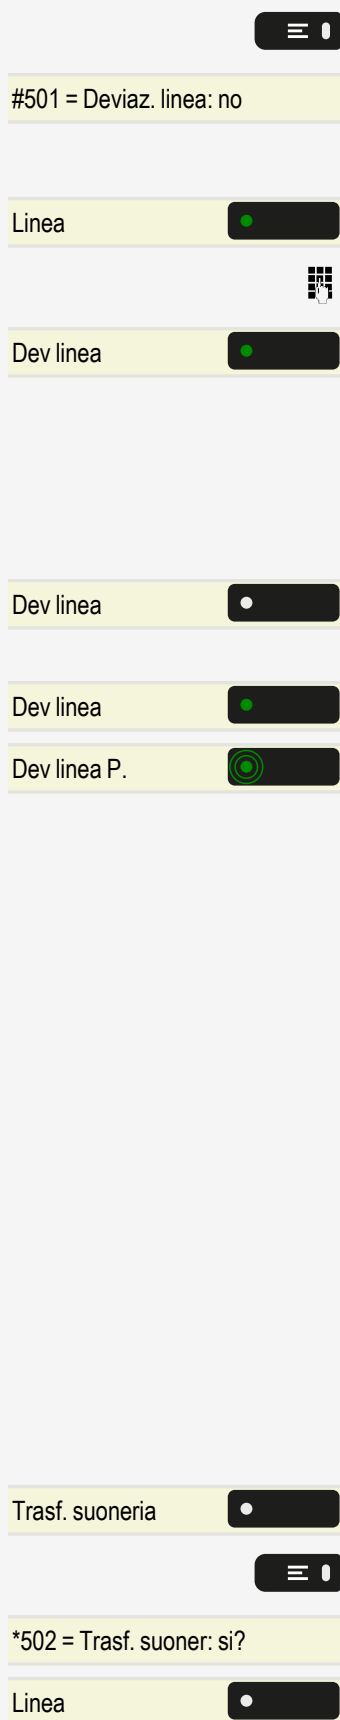 #501 = Deviaz. linea: no
Linea
Dev linea
Dev linea
Dev linea
Dev linea P.
Trasf. suoneria
*502 = Trasf. suoner: si?
Linea